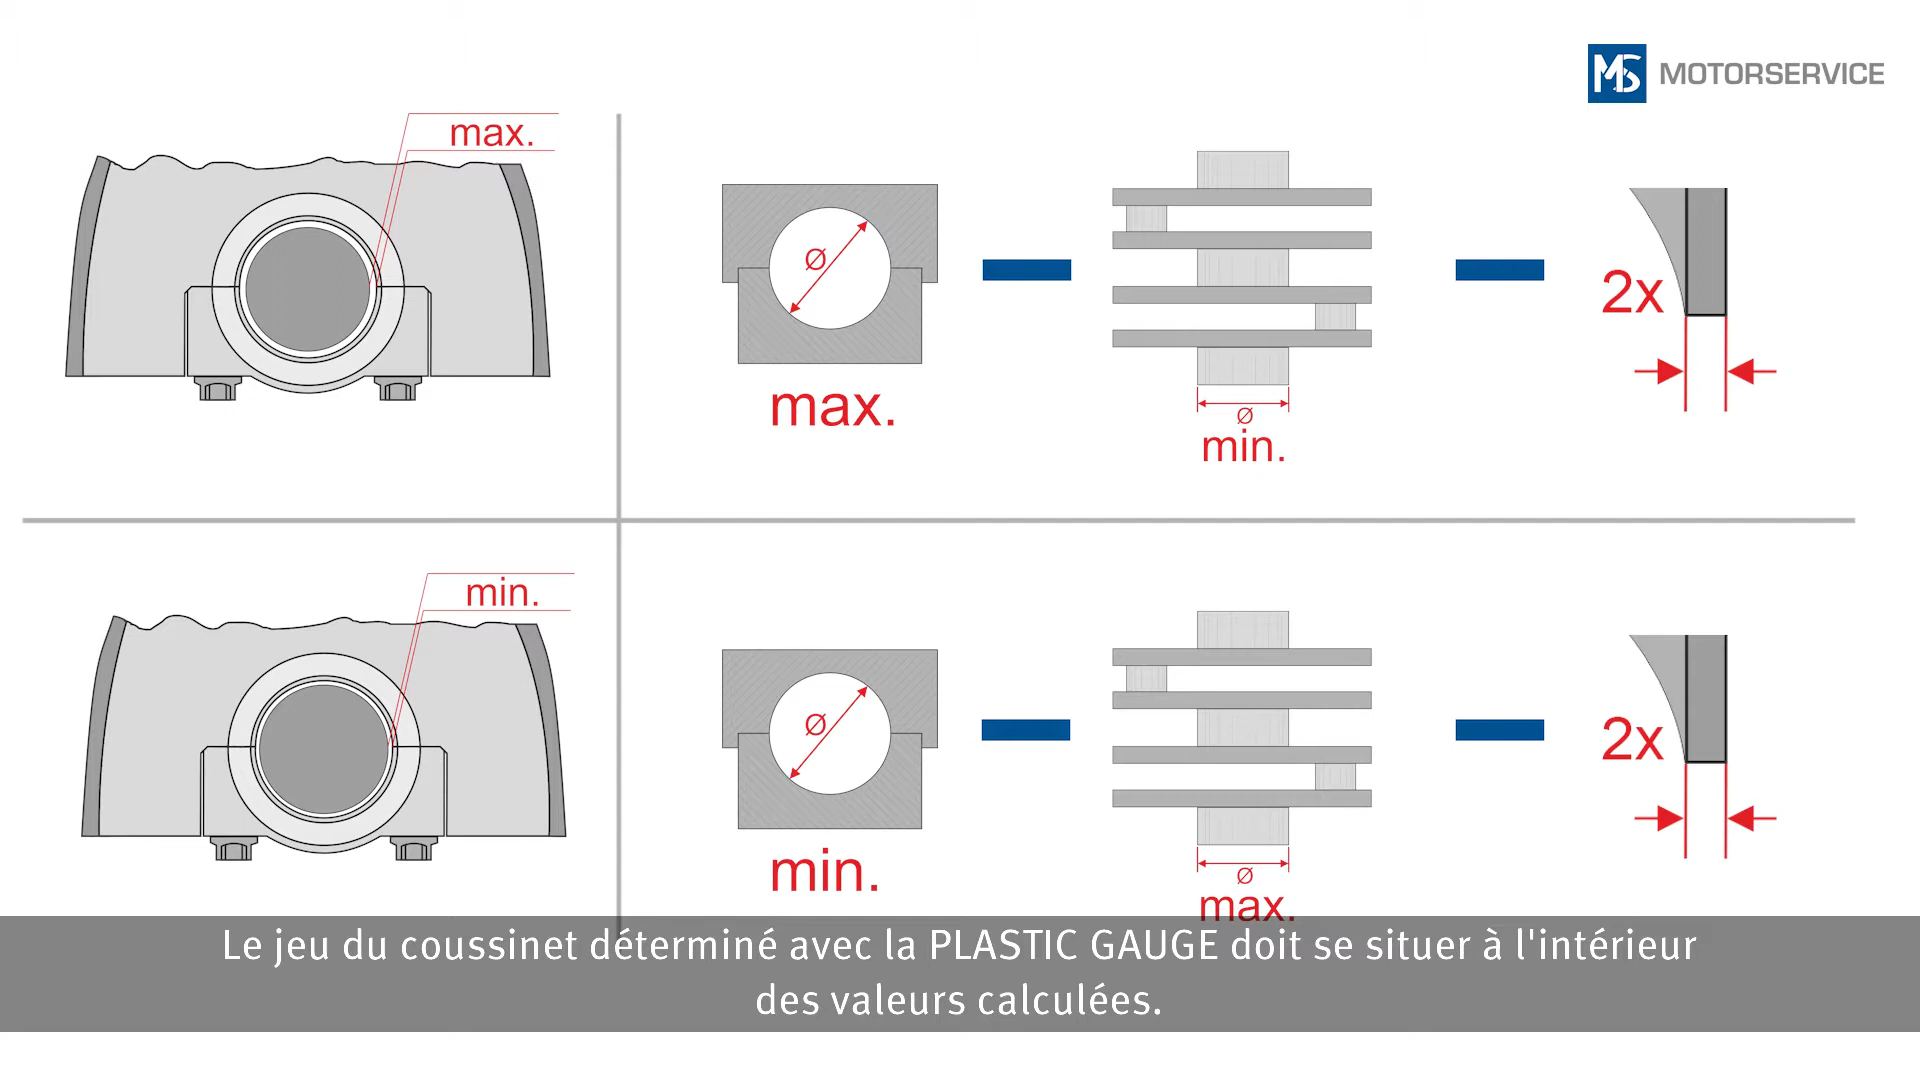 MS MOTORSERVICE
max.
Ø
max.
Ø
min.
2x
min.
Ø
min.
Ø
max.
2x
Le jeu du coussinet déterminé avec la PLASTIC GAUGE doit se situer à l'intérieur
des valeurs calculées.